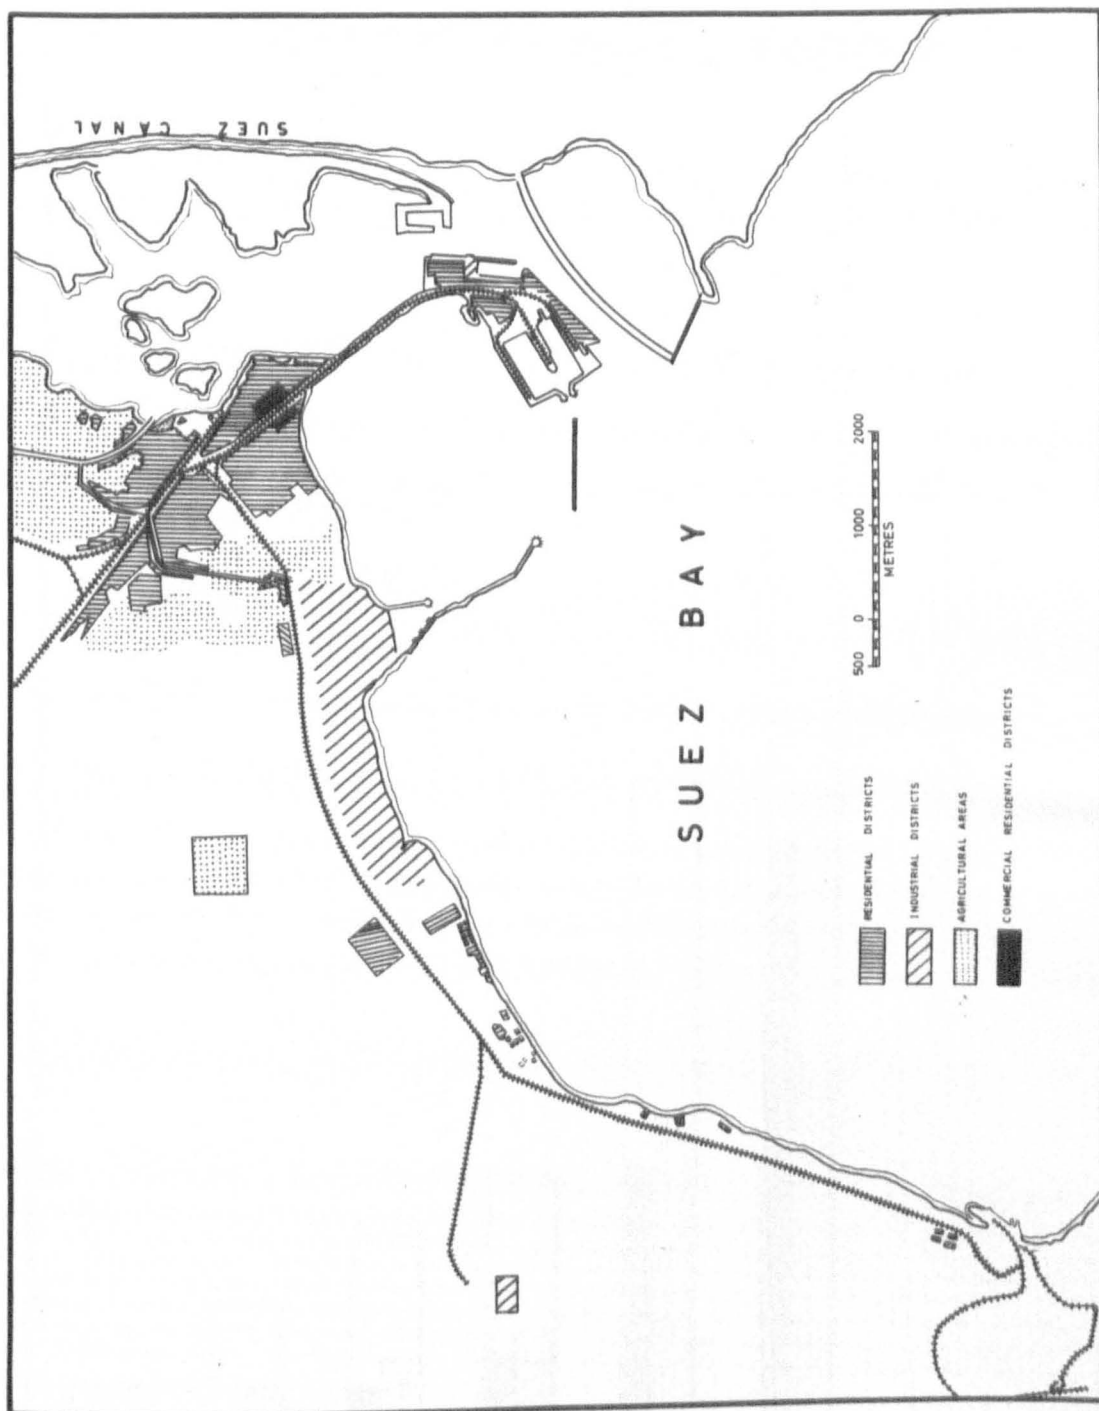 SUEZ CANAL
SUEZ BAY
500 0 1000 2000
METRES
RESIDENTIAL DISTRICTS
INDUSTRIAL DISTRICTS
AGRICULTURAL AREAS
COMMERCIAL RESIDENTIAL DISTRICTS